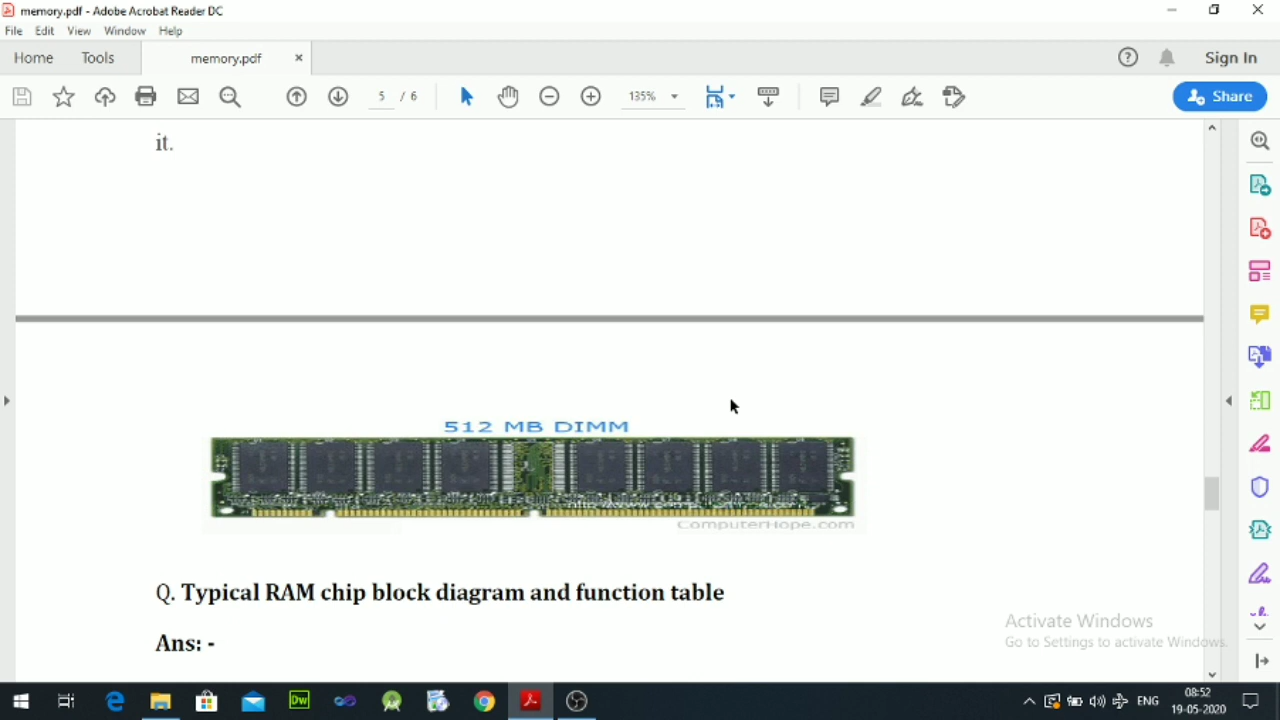 memory.pdf - Adobe Acrobat Reader DC
File Edit View Window Help
Home Tools memory.pdf × Sign In
5 / 6 135% Share
it.
512 MB DIMM
ComputerHope.com
Q. Typical RAM chip block diagram and function table
Ans: -
Activate Windows
Go to Settings to activate Windows.
Dw ENG 08:52
19-05-2020